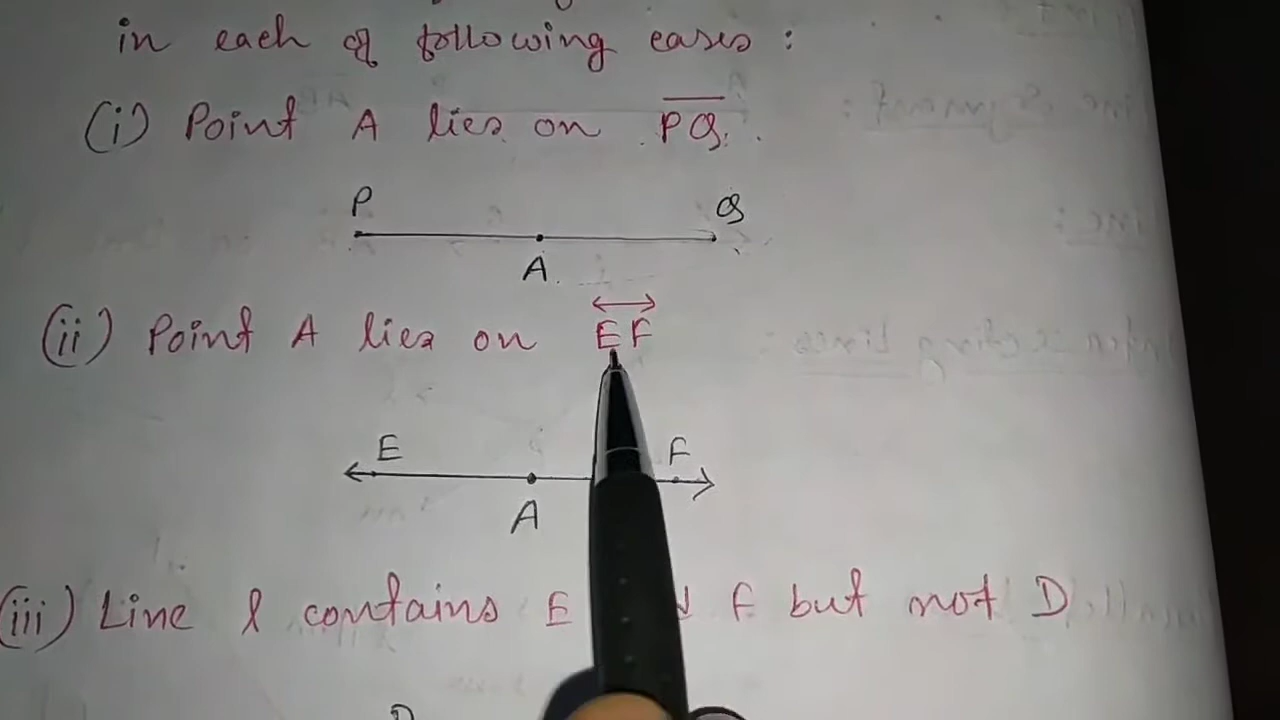 in each of following cases :
(i) Point A lies on PQ.
P Q
A
(ii) Point A lies on EF
E F
A
(iii) Line l contains E F but not D
D